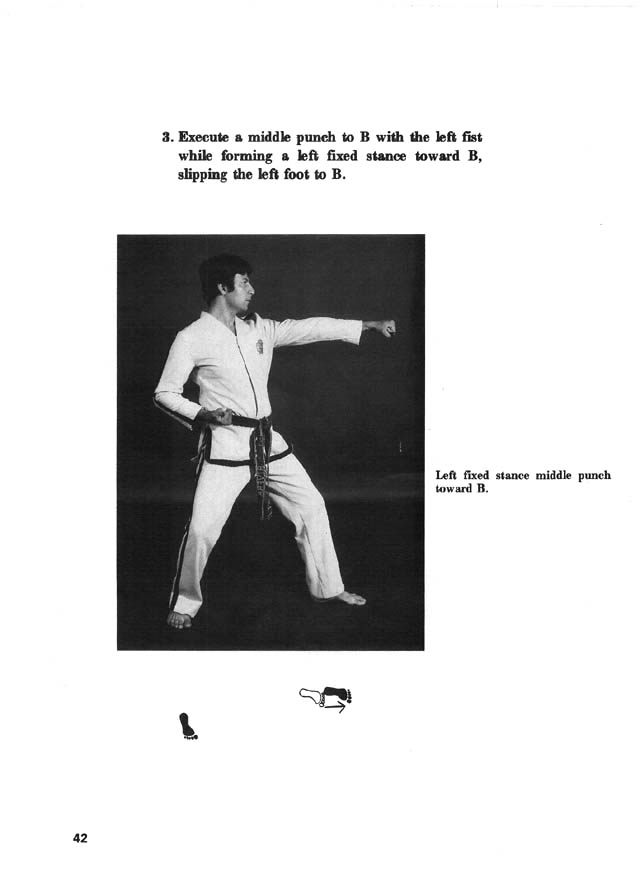 3. Execute a middle punch to B with the left fist
while forming a left fixed stance toward B,
slipping the left foot to B.
Left fixed stance middle punch
toward B.
42